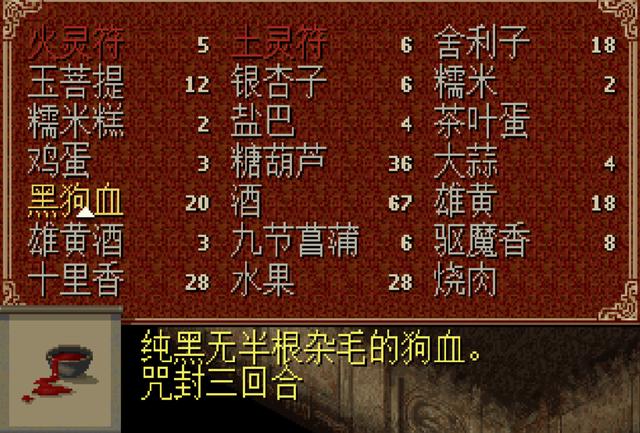 火灵符 5 土灵符 6 舍利子 18
玉菩提 12 银杏子 6 糯米 2
糯米糕 2 盐巴 4 茶叶蛋
鸡蛋 3 糖葫芦 36 大蒜 4
黑狗血 20 酒 67 雄黄 18
雄黄酒 3 九节菖蒲 6 驱魔香 8
十里香 28 水果 28 烧肉
纯黑无半根杂毛的狗血。
咒封三回合